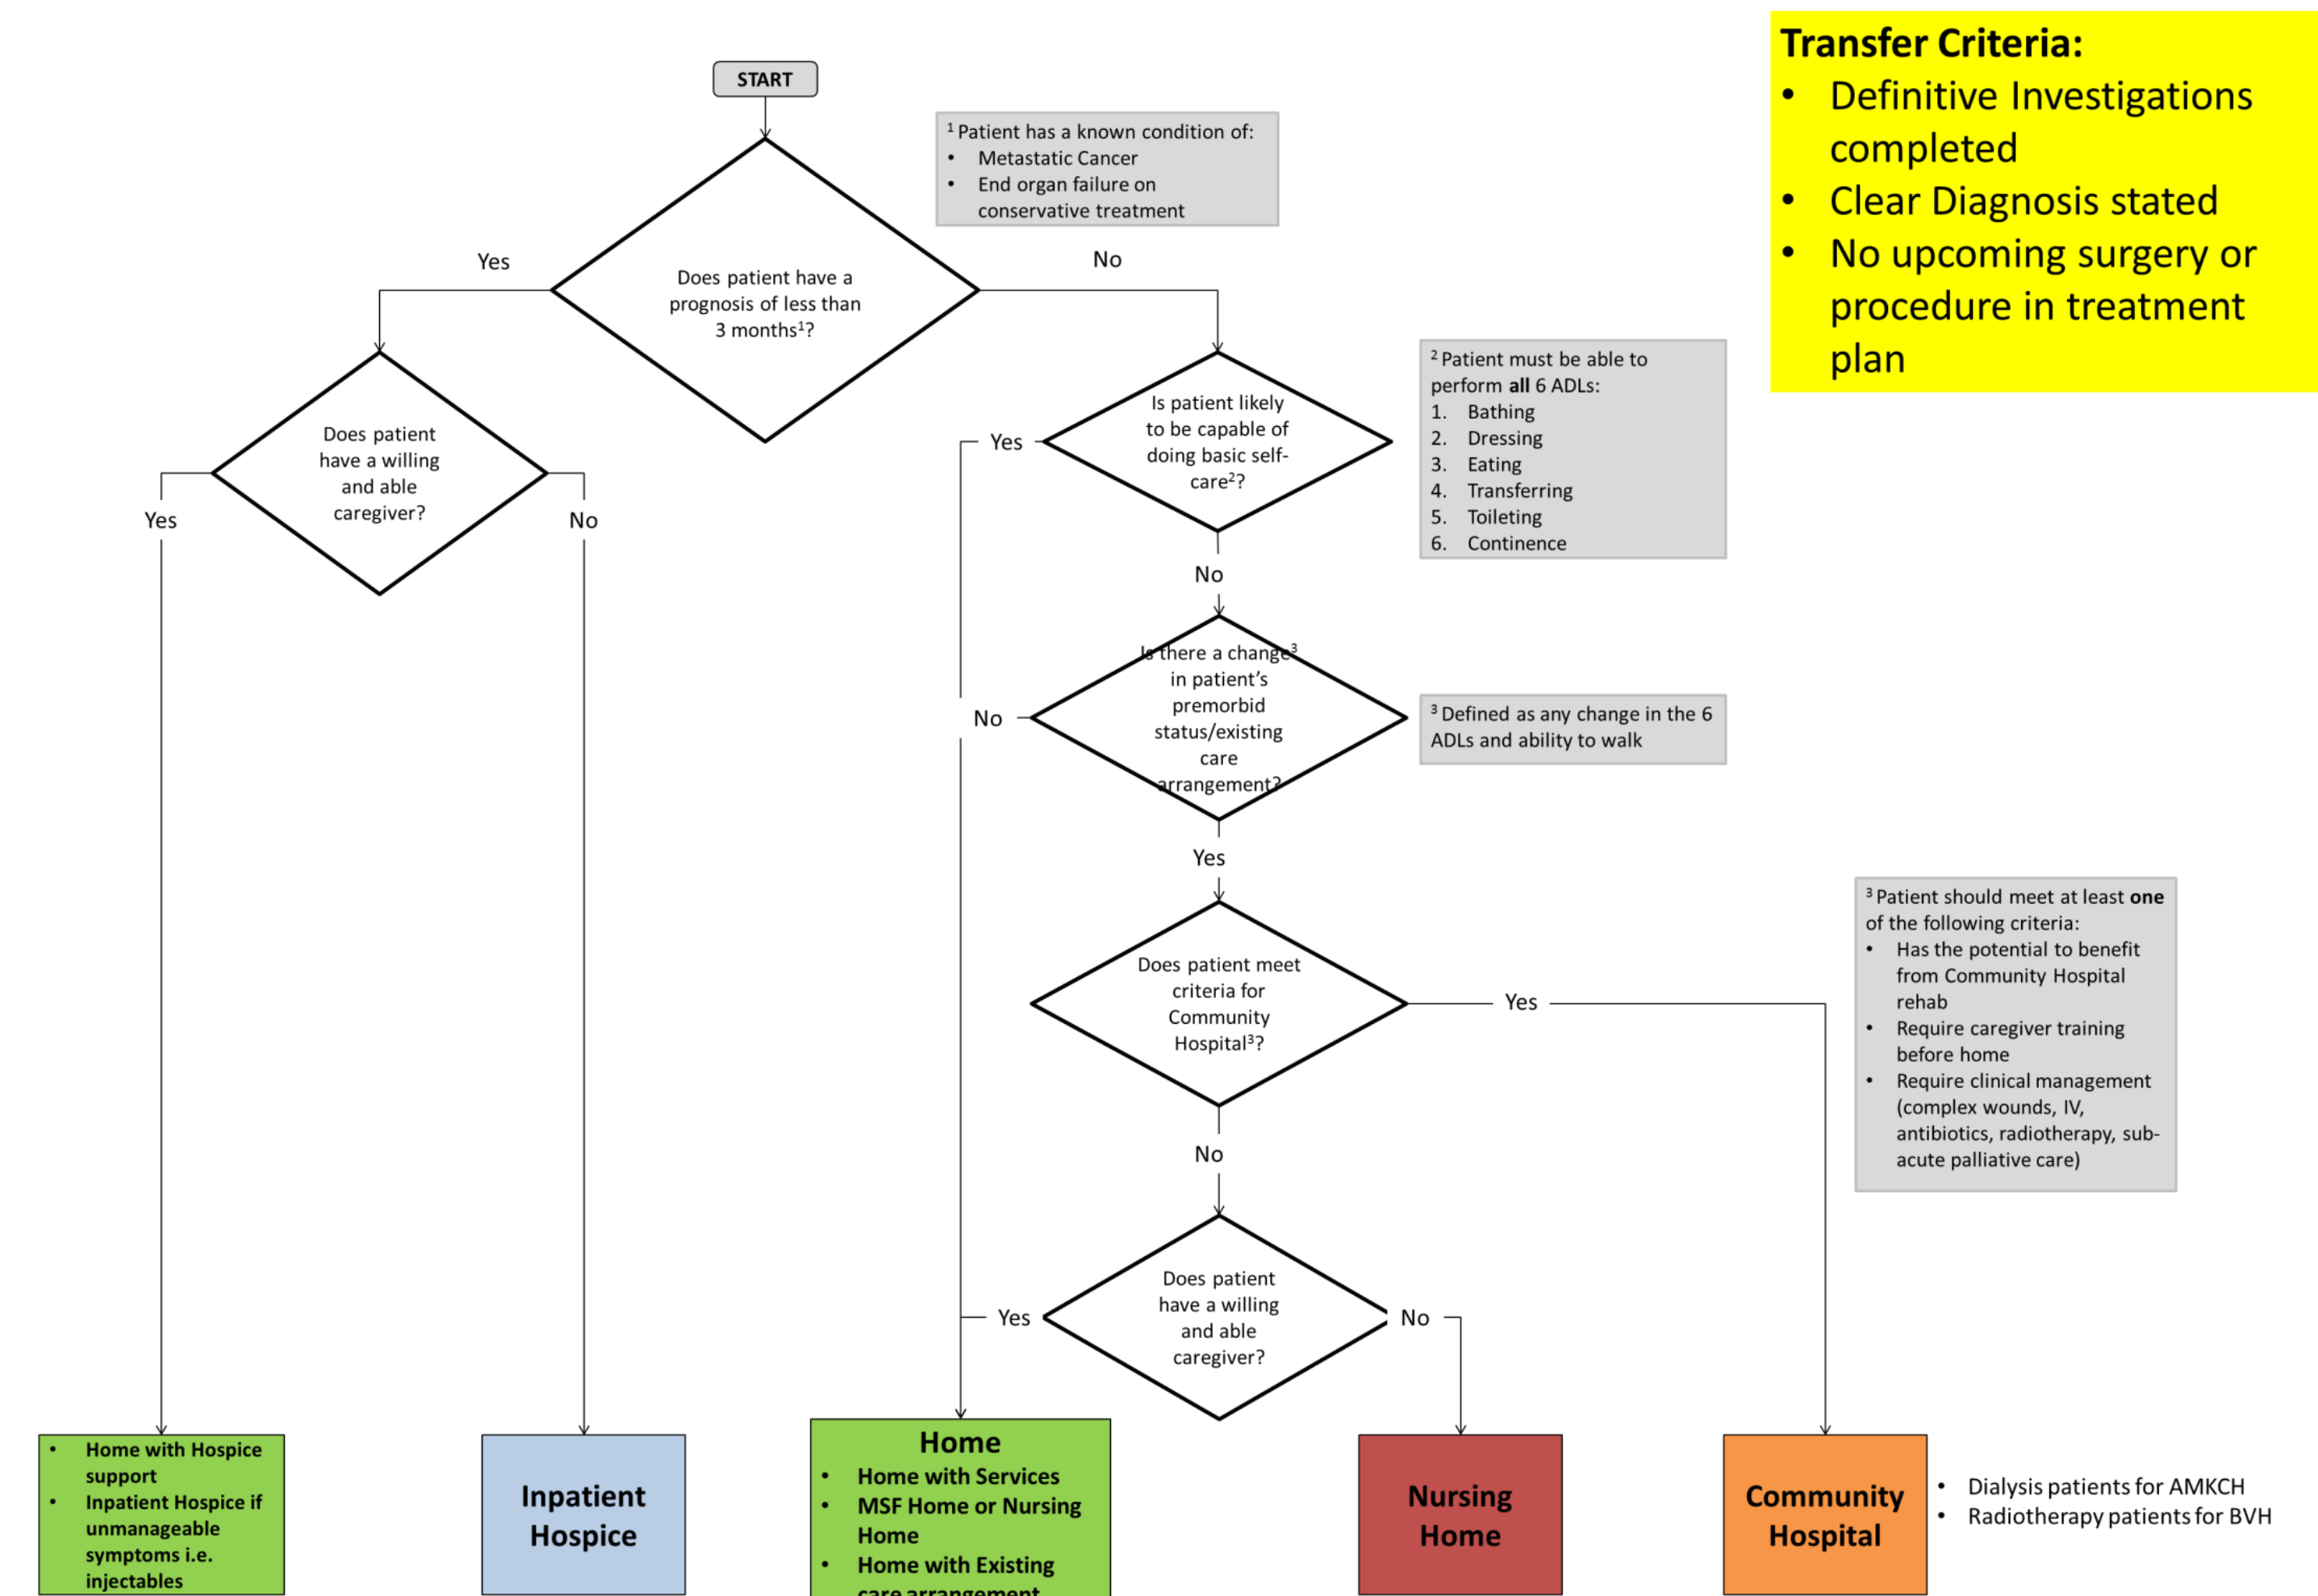 Transfer Criteria:
• Definitive Investigations
completed
• Clear Diagnosis stated
• No upcoming surgery or
procedure in treatment
plan
START
¹ Patient has a known condition of:
• Metastatic Cancer
• End organ failure on
conservative treatment
Yes
No
Does patient have a
prognosis of less than
3 months¹?
² Patient must be able to
perform all 6 ADLs:
1. Bathing
2. Dressing
3. Eating
4. Transferring
5. Toileting
6. Continence
Is patient likely
to be capable of
doing basic self-
care²?
Yes
No
Does patient
have a willing
and able
caregiver?
Yes
No
Is there a change³
in patient’s
premorbid
status/existing
care
arrangement?
No
Yes
³ Defined as any change in the 6
ADLs and ability to walk
Does patient meet
criteria for
Community
Hospital³?
Yes
No
³ Patient should meet at least one
of the following criteria:
• Has the potential to benefit
from Community Hospital
rehab
• Require caregiver training
before home
• Require clinical management
(complex wounds, IV,
antibiotics, radiotherapy, sub-
acute palliative care)
Does patient
have a willing
and able
caregiver?
Yes
No
• Home with Hospice
support
• Inpatient Hospice if
unmanageable
symptoms i.e.
injectables
Inpatient
Hospice
Home
• Home with Services
• MSF Home or Nursing
Home
• Home with Existing
care arrangement
Nursing
Home
Community
Hospital
• Dialysis patients for AMKCH
• Radiotherapy patients for BVH